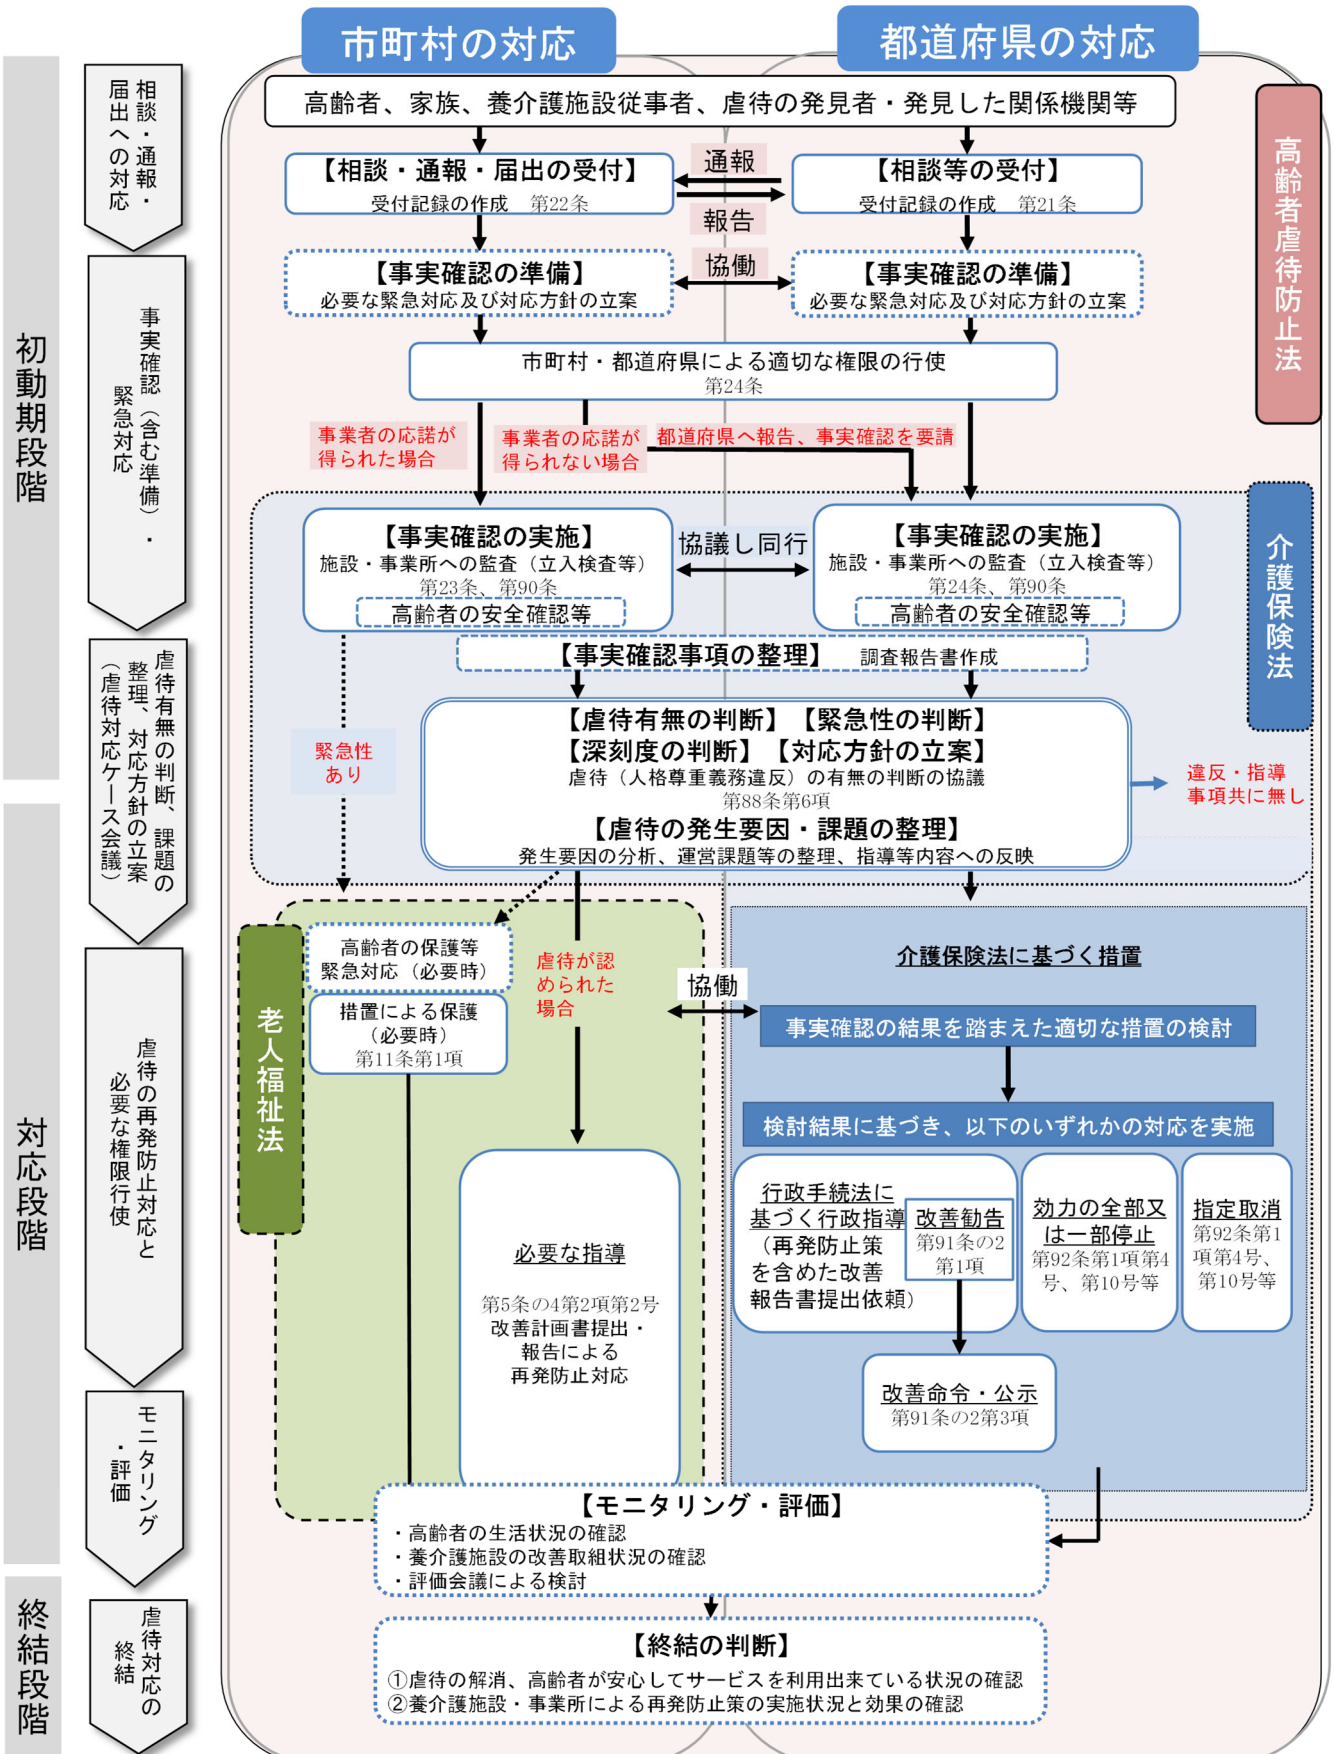 市町村の対応
都道府県の対応
高齢者、家族、養介護施設従事者、虐待の発見者・発見した関係機関等
高齢者虐待防止法
初動期段階
相談・通報・
届出への対応
【相談・通報・届出の受付】
受付記録の作成　第22条
通報
報告
【相談等の受付】
受付記録の作成　第21条
事実確認（含む準備）・
緊急対応
【事実確認の準備】
必要な緊急対応及び対応方針の立案
協働
【事実確認の準備】
必要な緊急対応及び対応方針の立案
市町村・都道府県による適切な権限の行使
第24条
事業者の応諾が
得られた場合
事業者の応諾が
得られない場合
都道府県へ報告、事実確認を要請
介護保険法
【事実確認の実施】
施設・事業所への監査（立入検査等）
第23条、第90条
高齢者の安全確認等
協議し同行
【事実確認の実施】
施設・事業所への監査（立入検査等）
第24条、第90条
高齢者の安全確認等
虐待有無の判断、課題の
整理、対応方針の立案
（虐待対応ケース会議）
【事実確認事項の整理】　調査報告書作成
緊急性
あり
【虐待有無の判断】【緊急性の判断】
【深刻度の判断】【対応方針の立案】
虐待（人格尊重義務違反）の有無の判断の協議
第88条第6項
【虐待の発生要因・課題の整理】
発生要因の分析、運営課題等の整理、指導等内容への反映
違反・指導
事項共に無し
対応段階
虐待の再発防止対応と
必要な権限行使
老人福祉法
高齢者の保護等
緊急対応（必要時）
措置による保護
（必要時）
第11条第1項
虐待が認
められた
場合
協働
必要な指導
第5条の4第2項第2号
改善計画書提出・
報告による
再発防止対応
介護保険法に基づく措置
事実確認の結果を踏まえた適切な措置の検討
検討結果に基づき、以下のいずれかの対応を実施
行政手続法に
基づく行政指導
（再発防止策
を含めた改善
報告書提出依頼）
改善勧告
第91条の2
第1項
効力の全部又
は一部停止
第92条第1項第4
号、第10号等
指定取消
第92条第1
項第4号、
第10号等
改善命令・公示
第91条の2第3項
モニタリング
・評価
【モニタリング・評価】
・高齢者の生活状況の確認
・養介護施設の改善取組状況の確認
・評価会議による検討
終結段階
虐待対応の
終結
【終結の判断】
①虐待の解消、高齢者が安心してサービスを利用出来ている状況の確認
②養介護施設・事業所による再発防止策の実施状況と効果の確認